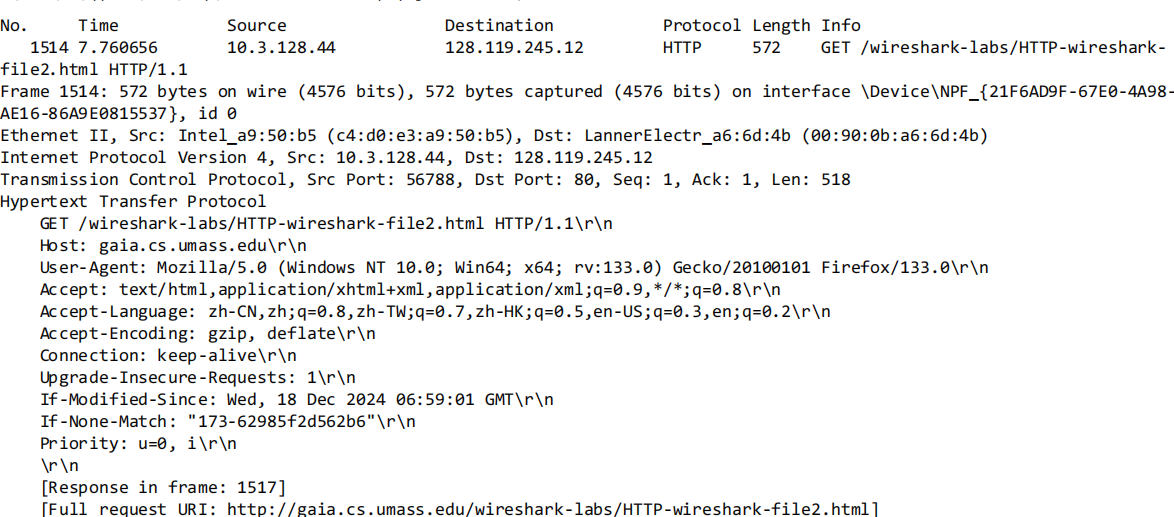 No. Time Source Destination Protocol Length Info
1514 7.760656 10.3.128.44 128.119.245.12 HTTP 572 GET /wireshark-labs/HTTP-wireshark-
file2.html HTTP/1.1
Frame 1514: 572 bytes on wire (4576 bits), 572 bytes captured (4576 bits) on interface \Device\NPF_{21F6AD9F-67E0-4A98-
AE16-86A9E0815537}, id 0
Ethernet II, Src: Intel_a9:50:b5 (c4:d0:e3:a9:50:b5), Dst: LannerElectr_a6:6d:4b (00:90:0b:a6:6d:4b)
Internet Protocol Version 4, Src: 10.3.128.44, Dst: 128.119.245.12
Transmission Control Protocol, Src Port: 56788, Dst Port: 80, Seq: 1, Ack: 1, Len: 518
Hypertext Transfer Protocol
GET /wireshark-labs/HTTP-wireshark-file2.html HTTP/1.1\r\n
Host: gaia.cs.umass.edu\r\n
User-Agent: Mozilla/5.0 (Windows NT 10.0; Win64; x64; rv:133.0) Gecko/20100101 Firefox/133.0\r\n
Accept: text/html,application/xhtml+xml,application/xml;q=0.9,*/*;q=0.8\r\n
Accept-Language: zh-CN,zh;q=0.8,zh-TW;q=0.7,zh-HK;q=0.5,en-US;q=0.3,en;q=0.2\r\n
Accept-Encoding: gzip, deflate\r\n
Connection: keep-alive\r\n
Upgrade-Insecure-Requests: 1\r\n
If-Modified-Since: Wed, 18 Dec 2024 06:59:01 GMT\r\n
If-None-Match: "173-62985f2d562b6"\r\n
Priority: u=0, i\r\n
\r\n
[Response in frame: 1517]
[Full request URI: http://gaia.cs.umass.edu/wireshark-labs/HTTP-wireshark-file2.html]